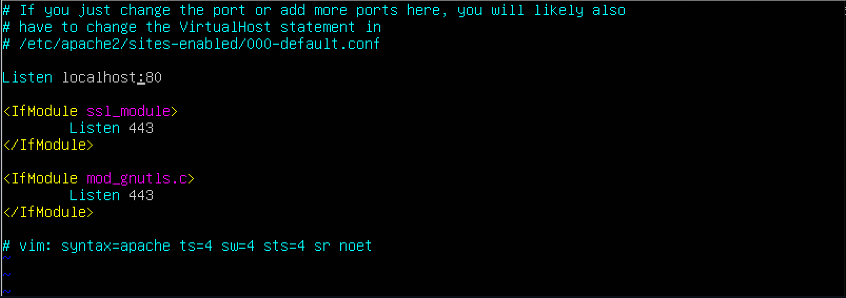 # If you just change the port or add more ports here, you will likely also
# have to change the VirtualHost statement in
# /etc/apache2/sites-enabled/000-default.conf
Listen localhost:80
<IfModule ssl_module>
Listen 443
</IfModule>
<IfModule mod_gnutls.c>
Listen 443
</IfModule>
# vim: syntax=apache ts=4 sw=4 sts=4 sr noet
~
~
~